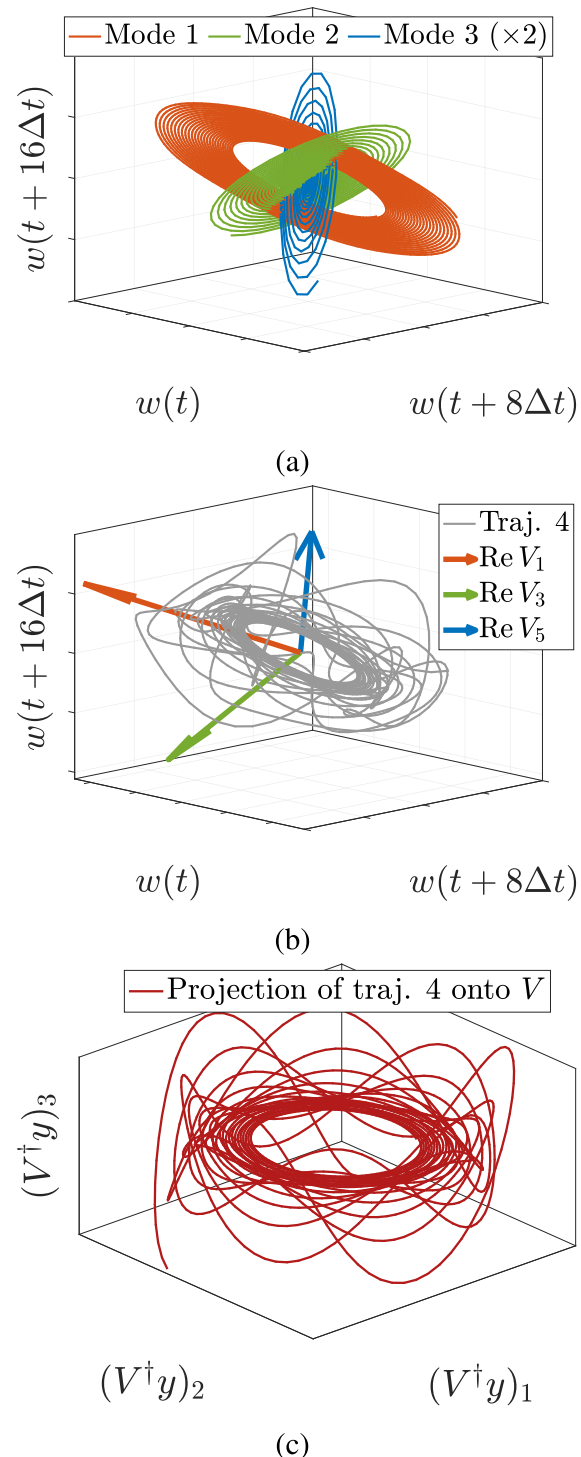 Mode 1 Mode 2 Mode 3 (×2)
w(t + 16Δt)
w(t)
w(t + 8Δt)
(a)
Traj. 4
Re V₁
Re V₃
Re V₅
w(t + 16Δt)
w(t)
w(t + 8Δt)
(b)
Projection of traj. 4 onto V
(V†y)₃
(V†y)₂
(V†y)₁
(c)